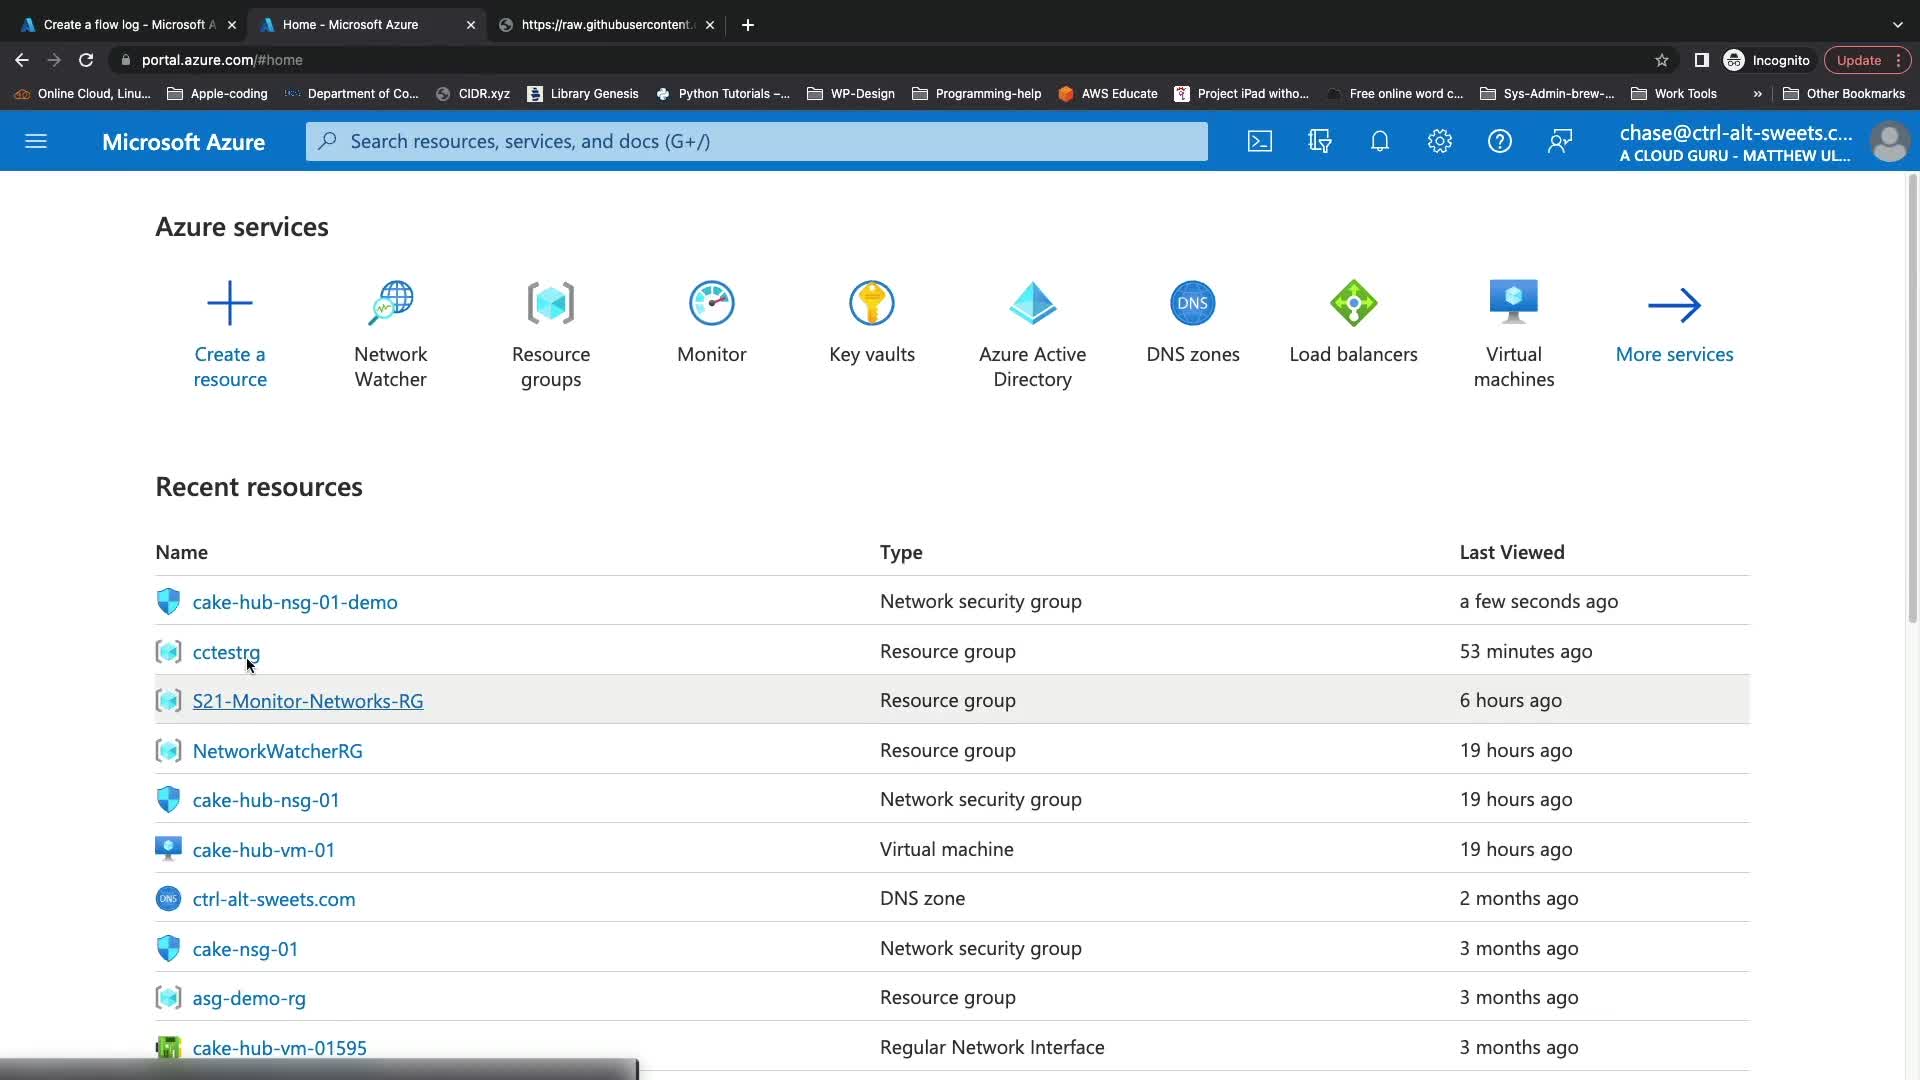 Create a flow log - Microsoft A
Home - Microsoft Azure
https://raw.githubusercontent.
portal.azure.com/#home
Incognito
Update
Online Cloud, Linu...
Apple-coding
Department of Co...
CIDR.xyz
Library Genesis
Python Tutorials –...
WP-Design
Programming-help
AWS Educate
Project iPad witho...
Free online word c...
Sys-Admin-brew-...
Work Tools
»
Other Bookmarks
Microsoft Azure
Search resources, services, and docs (G+/)
chase@ctrl-alt-sweets.c...
A CLOUD GURU - MATTHEW UL...
Azure services
Create a
resource
Network
Watcher
Resource
groups
Monitor
Key vaults
Azure Active
Directory
DNS
DNS zones
Load balancers
Virtual
machines
More services
Recent resources
Name Type Last Viewed
cake-hub-nsg-01-demo Network security group a few seconds ago
cctestrg Resource group 53 minutes ago
S21-Monitor-Networks-RG Resource group 6 hours ago
NetworkWatcherRG Resource group 19 hours ago
cake-hub-nsg-01 Network security group 19 hours ago
cake-hub-vm-01 Virtual machine 19 hours ago
DNS ctrl-alt-sweets.com DNS zone 2 months ago
cake-nsg-01 Network security group 3 months ago
asg-demo-rg Resource group 3 months ago
cake-hub-vm-01595 Regular Network Interface 3 months ago